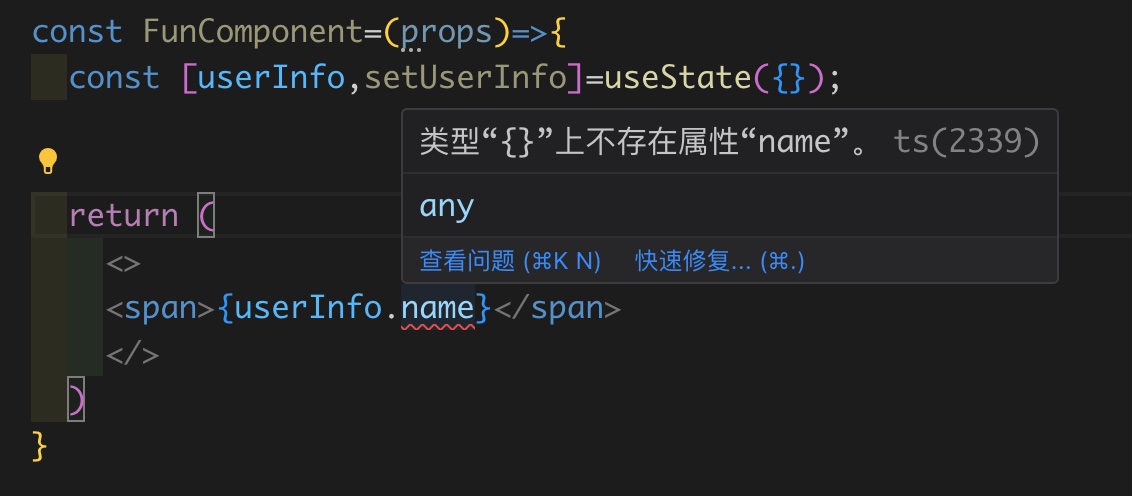 const FunComponent=(props)=>{
const [userInfo,setUserInfo]=useState({});
类型“{}”上不存在属性“name”。 ts(2339)
any
return (
查看问题 (⌘K N) 快速修复... (⌘.)
<>
<span>{userInfo.name}</span>
</>
)
}